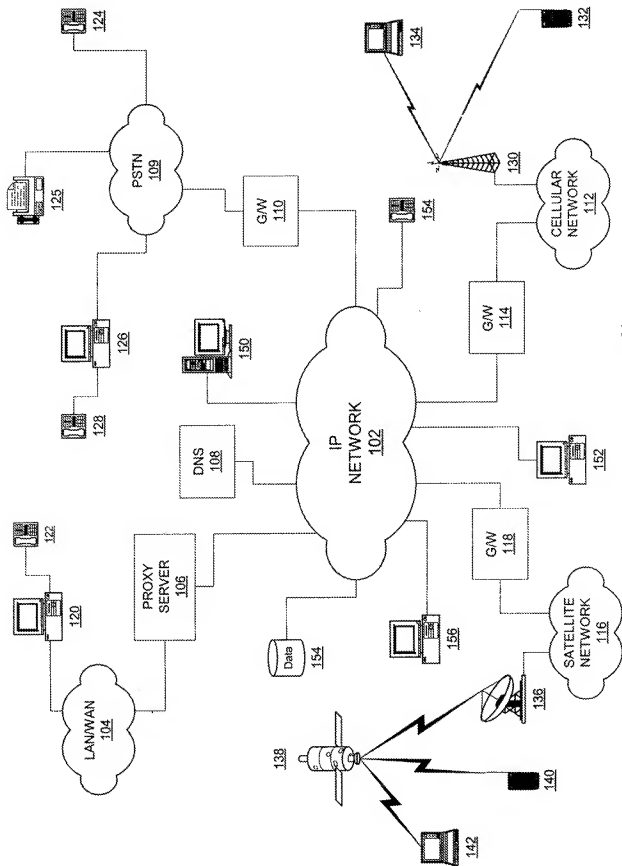 124
125
PSTN
109
126
128
G/W
110
154
134
132
130
CELLULAR
NETWORK
112
G/W
114
150
DNS
108
IP
NETWORK
102
122
120
PROXY
SERVER
106
LAN/WAN
104
Data
154
152
156
G/W
118
SATELLITE
NETWORK
116
136
138
140
142